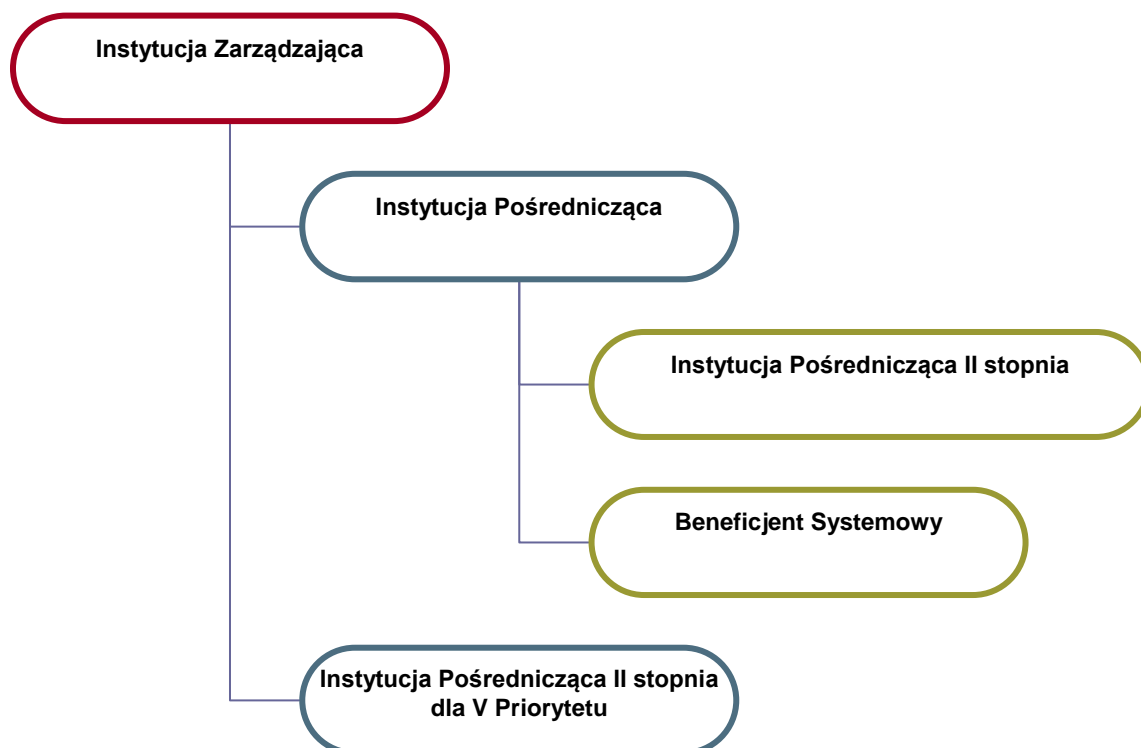 Instytucja Zarządzająca
Instytucja Pośrednicząca
Instytucja Pośrednicząca II stopnia
Beneficjent Systemowy
Instytucja Pośrednicząca II stopnia
dla V Priorytetu